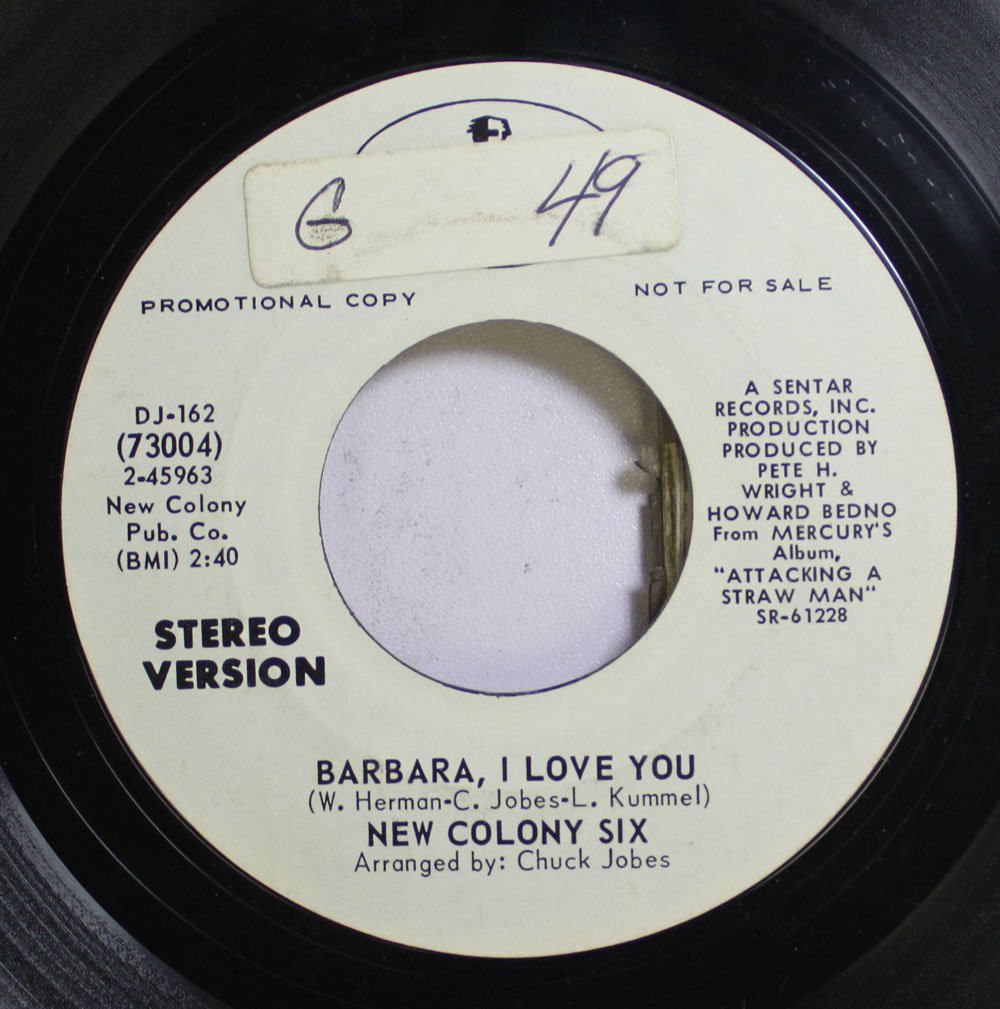 G 49
PROMOTIONAL COPY
NOT FOR SALE
DJ-162
(73004)
2-45963
New Colony
Pub. Co.
(BMI) 2:40
STEREO
VERSION
A SENTAR
RECORDS, INC.
PRODUCTION
PRODUCED BY
PETE H.
WRIGHT &
HOWARD BEDNO
From MERCURY'S
Album,
"ATTACKING A
STRAW MAN"
SR-61228
BARBARA, I LOVE YOU
(W. Herman-C. Jobes-L. Kummel)
NEW COLONY SIX
Arranged by: Chuck Jobes